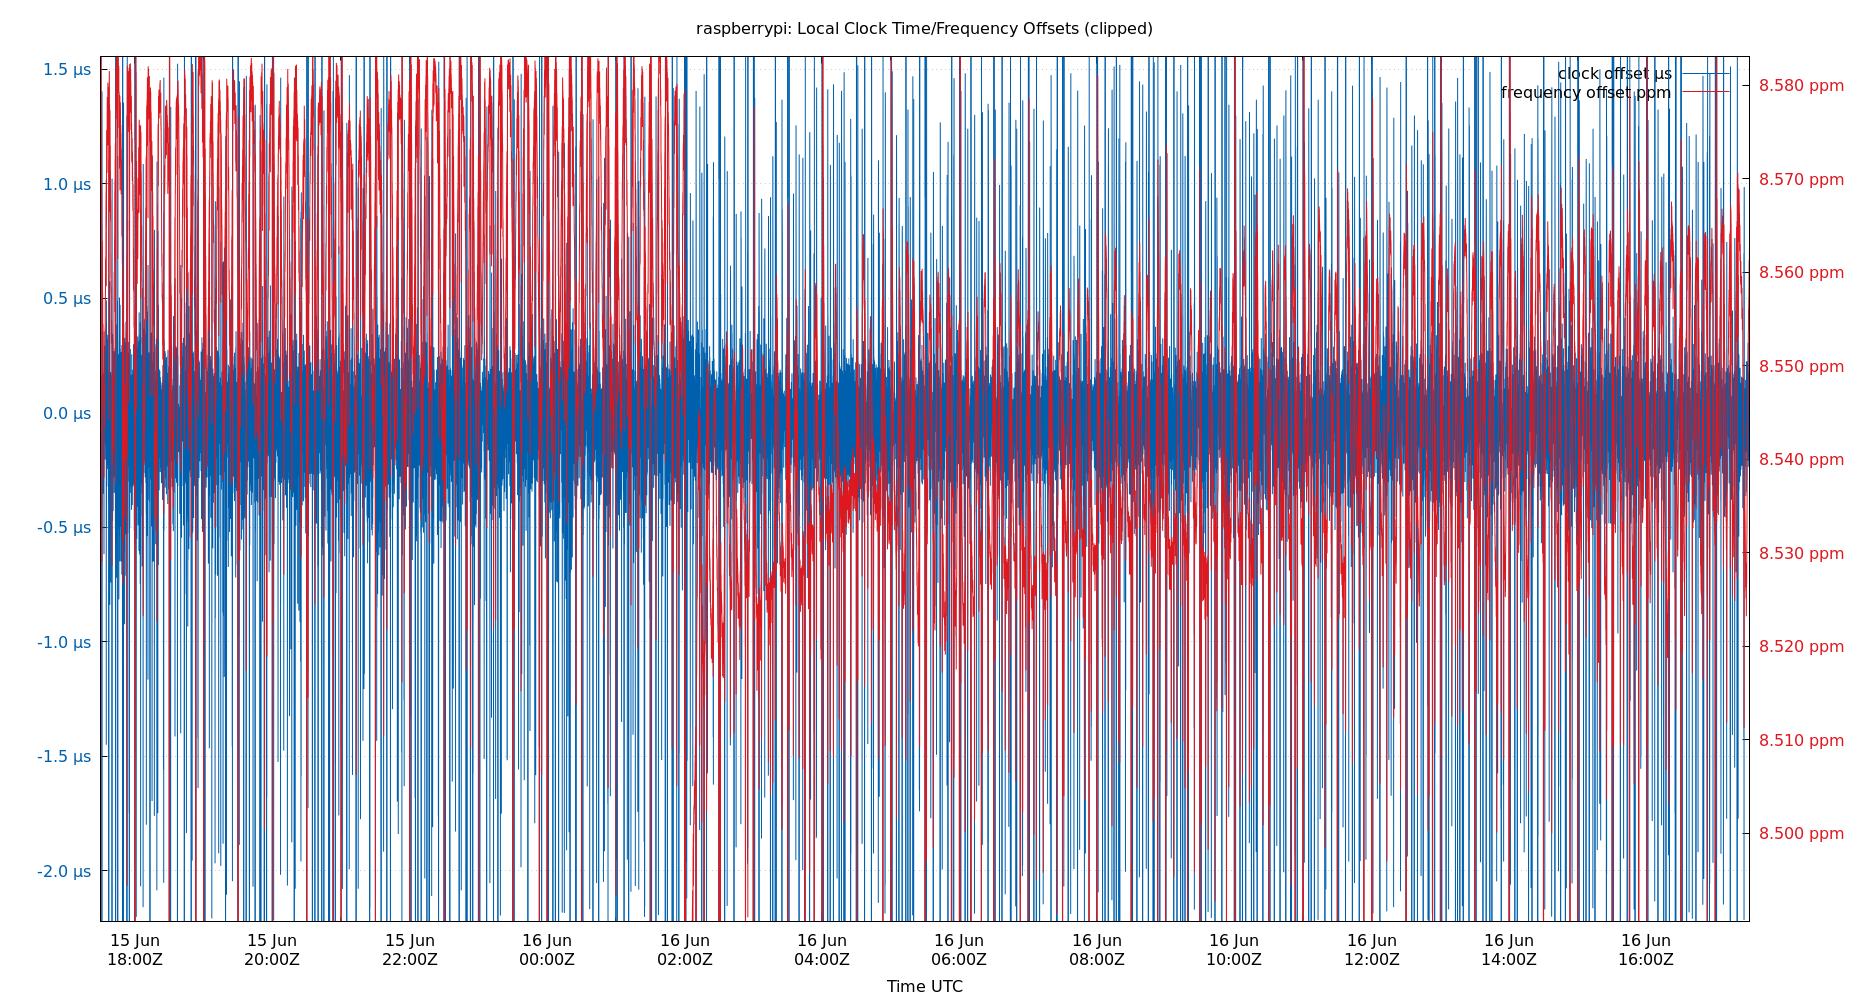 raspberrypi: Local Clock Time/Frequency Offsets (clipped)
clock offset µs
frequency offset ppm
1.5 µs
1.0 µs
0.5 µs
0.0 µs
-0.5 µs
-1.0 µs
-1.5 µs
-2.0 µs
8.580 ppm
8.570 ppm
8.560 ppm
8.550 ppm
8.540 ppm
8.530 ppm
8.520 ppm
8.510 ppm
8.500 ppm
15 Jun 15 Jun 15 Jun 16 Jun 16 Jun 16 Jun 16 Jun 16 Jun 16 Jun 16 Jun 16 Jun 16 Jun
18:00Z 20:00Z 22:00Z 00:00Z 02:00Z 04:00Z 06:00Z 08:00Z 10:00Z 12:00Z 14:00Z 16:00Z
Time UTC